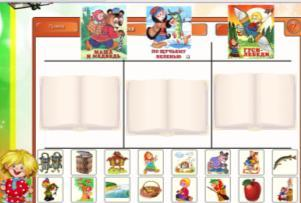 МАША
И МЕДВЕДЬ
ПО ЩУЧЬЕМУ
ВЕЛЕНЬЮ
ГУСИ-
ЛЕБЕДИ